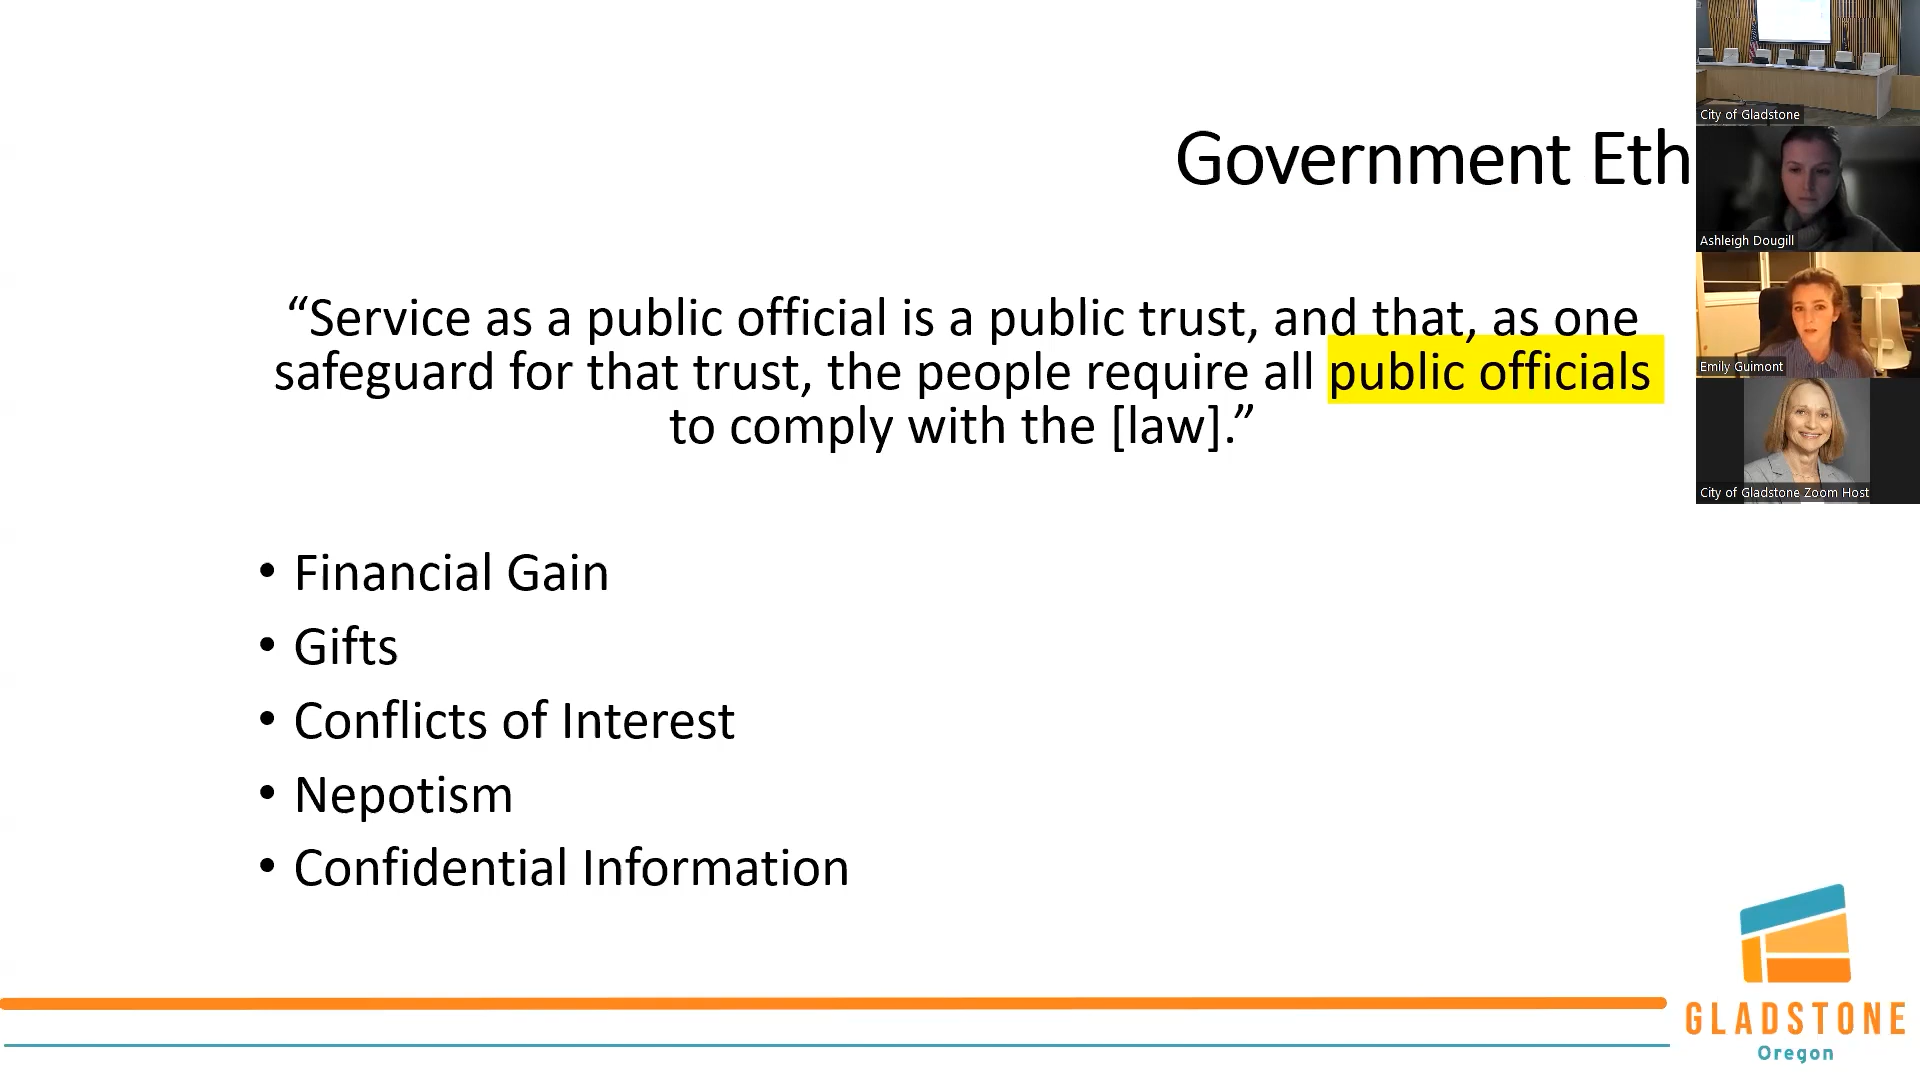 Government Eth
“Service as a public official is a public trust, and that, as one
safeguard for that trust, the people require all public officials
to comply with the [law].”
• Financial Gain
• Gifts
• Conflicts of Interest
• Nepotism
• Confidential Information
City of Gladstone
Ashleigh Dougill
Emily Guimont
City of Gladstone Zoom Host
GLADSTONE
Oregon